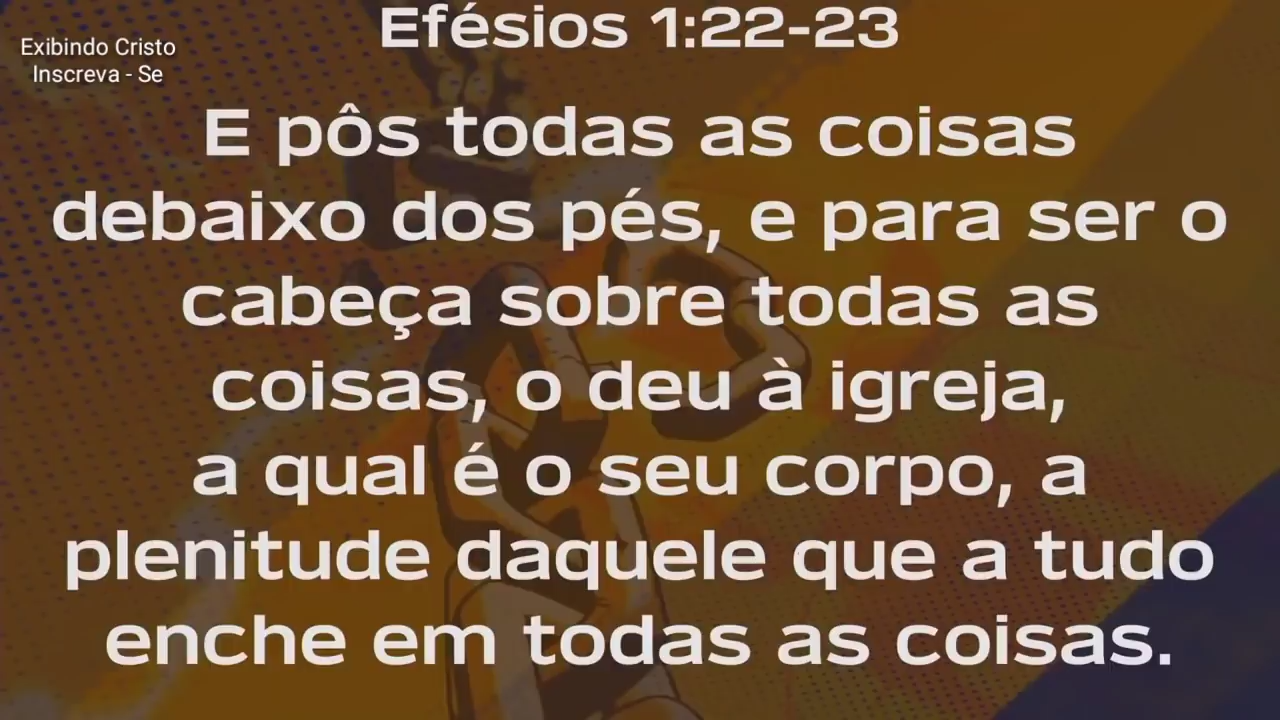 Efésios 1:22-23
Exibindo Cristo
Inscreva - Se
E pôs todas as coisas
debaixo dos pés, e para ser o
cabeça sobre todas as
coisas, o deu à igreja,
a qual é o seu corpo, a
plenitude daquele que a tudo
enche em todas as coisas.